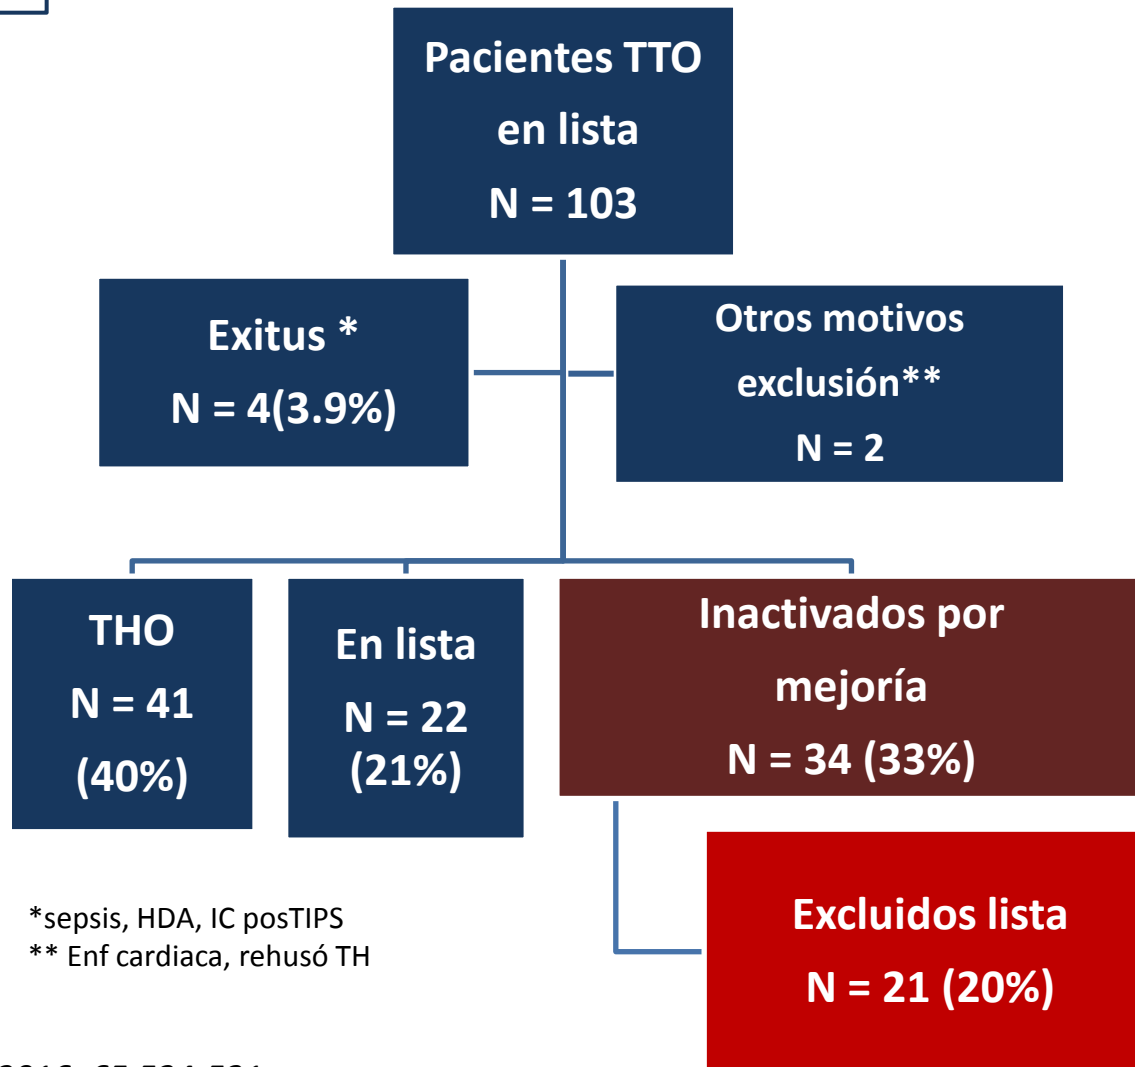 Pacientes TTO
en lista
N = 103
Exitus *
N = 4(3.9%)
Otros motivos
exclusión**
N = 2
THO
N = 41
(40%)
En lista
N = 22
(21%)
Inactivados por
mejoría
N = 34 (33%)
Excluidos lista
N = 21 (20%)
*sepsis, HDA, IC posTIPS
** Enf cardiaca, rehusó TH